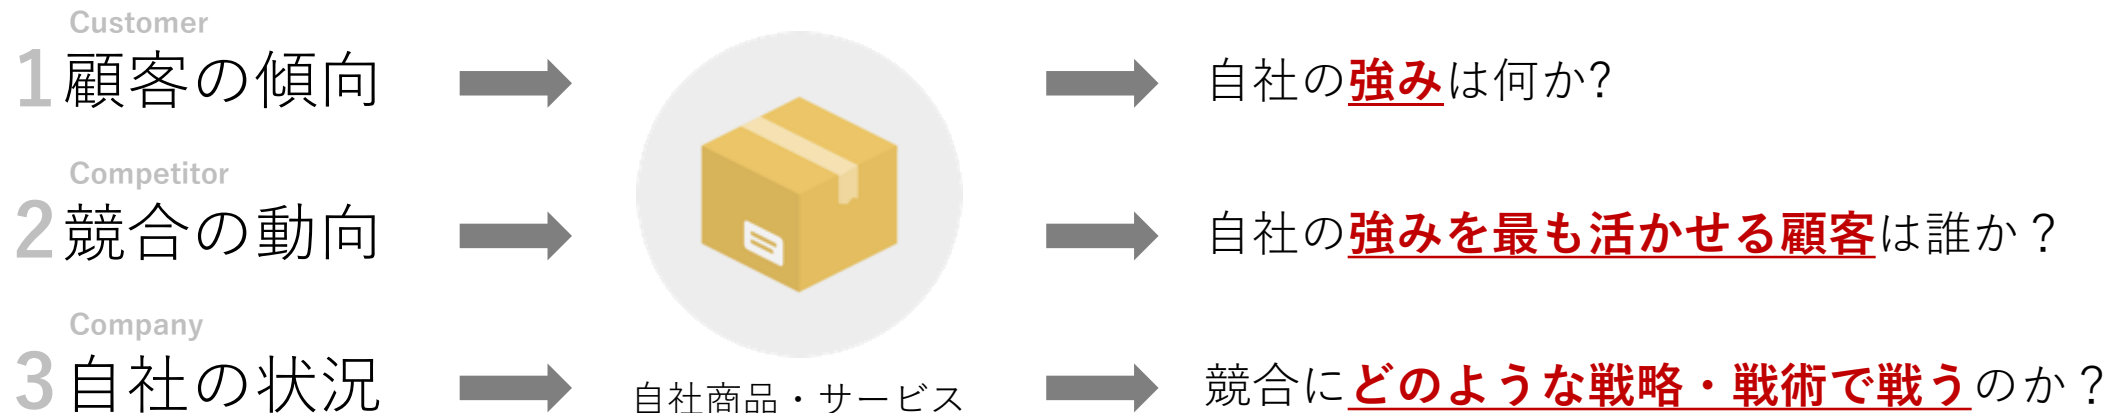 Customer
1 顧客の傾向
Competitor
2 競合の動向
Company
3 自社の状況
自社商品・サービス
自社の強みは何か?
自社の強みを最も活かせる顧客は誰か？
競合にどのような戦略・戦術で戦うのか？